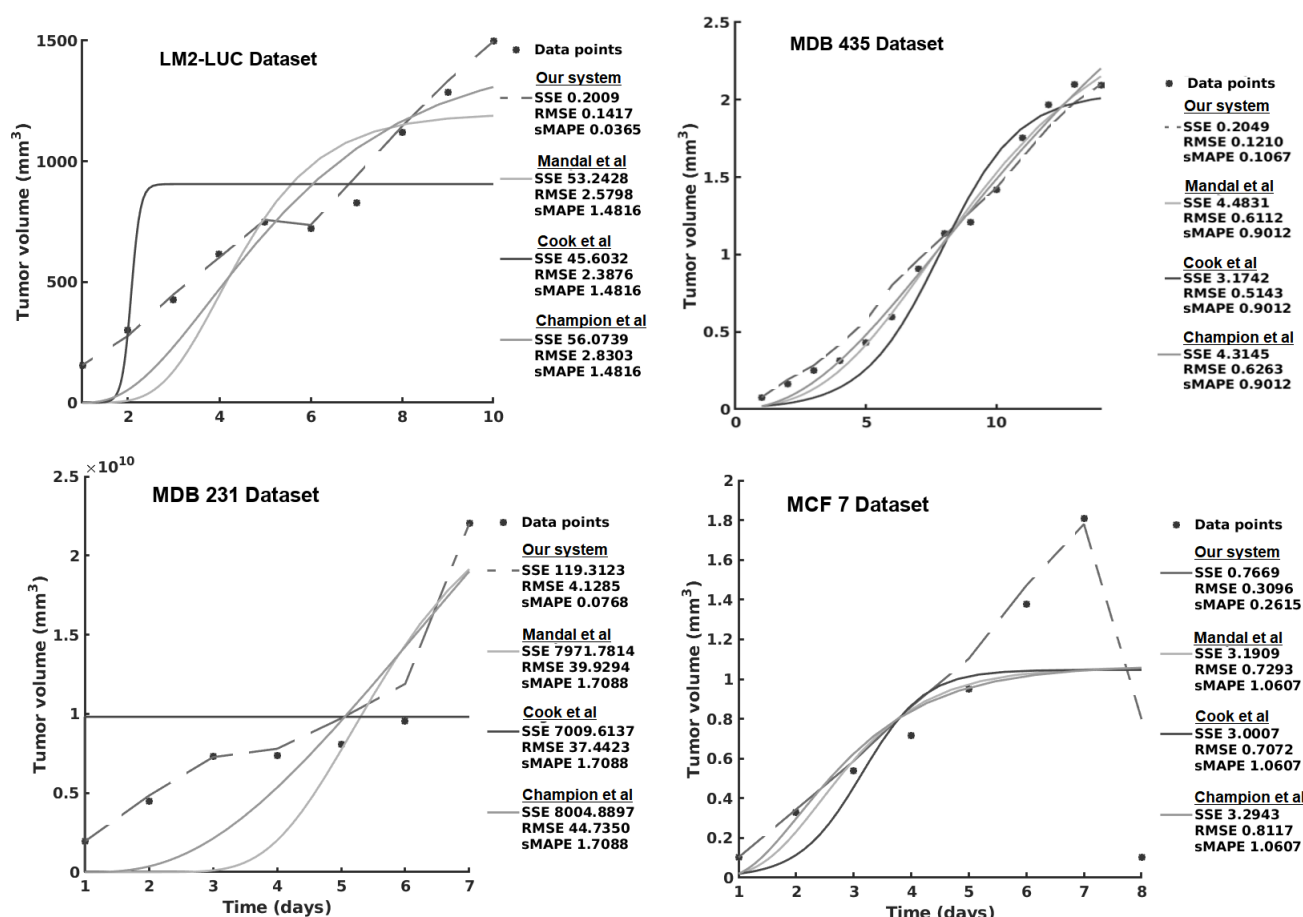 LM2-LUC Dataset
Tumor volume (mm3)
1500
1000
500
0
2
4
6
8
10
Data points
Our system
SSE 0.2009
RMSE 0.1417
sMAPE 0.0365
Mandal et al
SSE 53.2428
RMSE 2.5798
sMAPE 1.4816
Cook et al
SSE 45.6032
RMSE 2.3876
sMAPE 1.4816
Champion et al
SSE 56.0739
RMSE 2.8303
sMAPE 1.4816
MDB 435 Dataset
Tumor volume (mm3)
2.5
2
1.5
1
0.5
0
0
5
10
Data points
Our system
SSE 0.2049
RMSE 0.1210
sMAPE 0.1067
Mandal et al
SSE 4.4831
RMSE 0.6112
sMAPE 0.9012
Cook et al
SSE 3.1742
RMSE 0.5143
sMAPE 0.9012
Champion et al
SSE 4.3145
RMSE 0.6263
sMAPE 0.9012
MDB 231 Dataset
×10^10
Tumor volume (mm3)
2.5
2
1.5
1
0.5
0
1
2
3
4
5
6
7
Time (days)
Data points
Our system
SSE 119.3123
RMSE 4.1285
sMAPE 0.0768
Mandal et al
SSE 7971.7814
RMSE 39.9294
sMAPE 1.7088
Cook et al
SSE 7009.6137
RMSE 37.4423
sMAPE 1.7088
Champion et al
SSE 8004.8897
RMSE 44.7350
sMAPE 1.7088
MCF 7 Dataset
Tumor volume (mm3)
2
1.8
1.6
1.4
1.2
1
0.8
0.6
0.4
0.2
0
1
2
3
4
5
6
7
8
Time (days)
Data points
Our system
SSE 0.7669
RMSE 0.3096
sMAPE 0.2615
Mandal et al
SSE 3.1909
RMSE 0.7293
sMAPE 1.0607
Cook et al
SSE 3.0007
RMSE 0.7072
sMAPE 1.0607
Champion et al
SSE 3.2943
RMSE 0.8117
sMAPE 1.0607